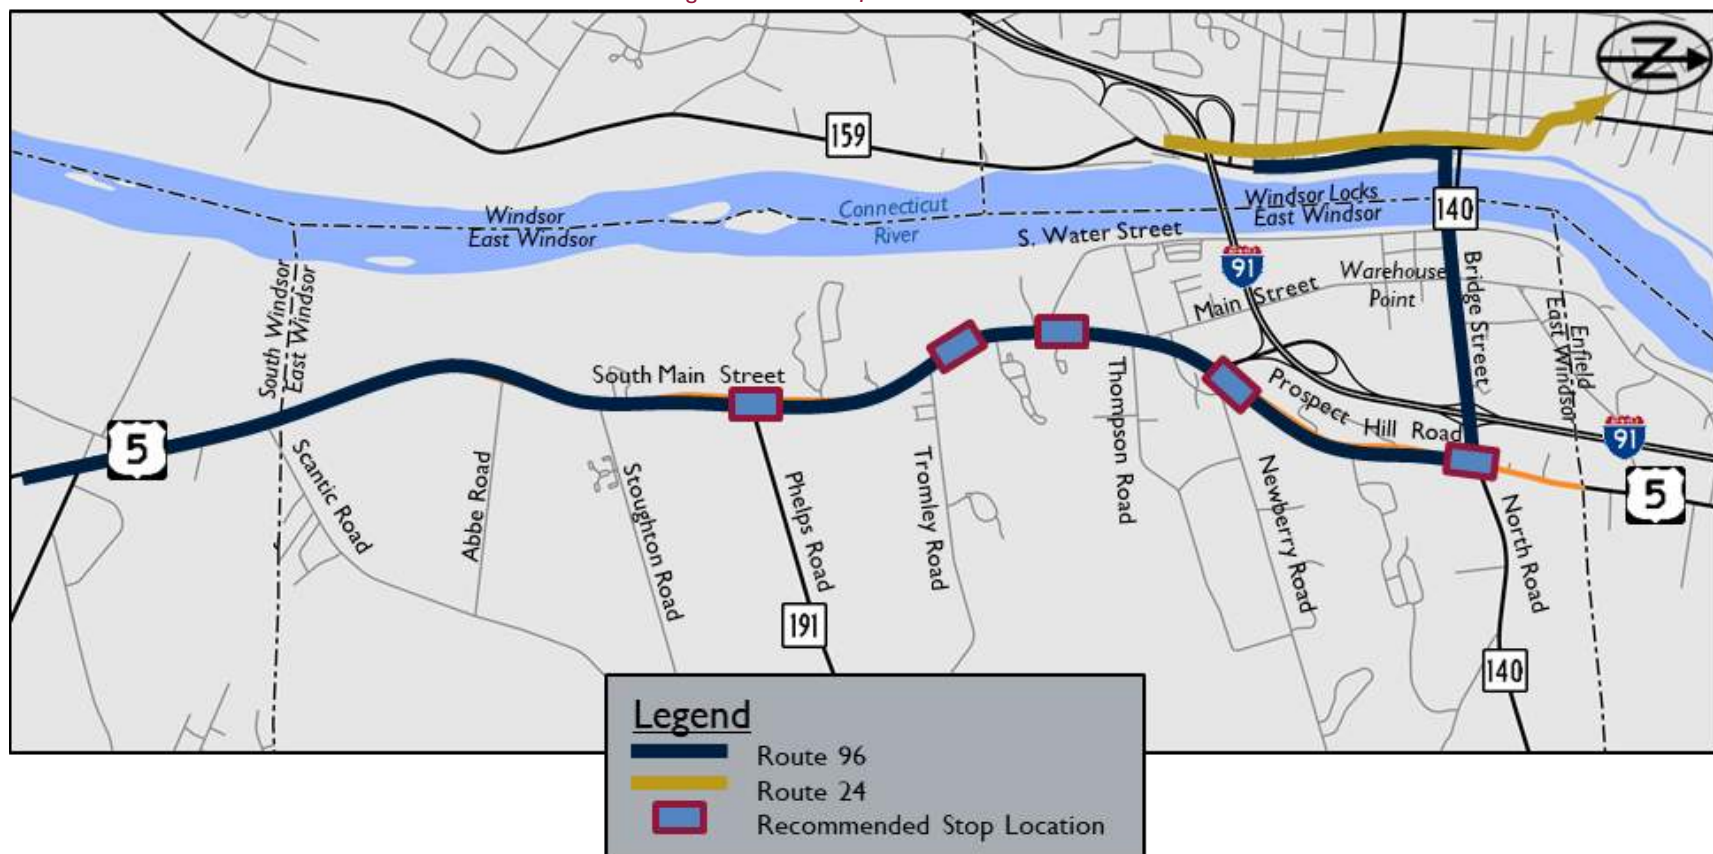 159
Windsor
East Windsor
Connecticut
River
Windsor Locks
East Windsor
140
S. Water Street
91
Warehouse
Point
Main Street
Bridge Street
Enfield
East Windsor
South Windsor
East Windsor
South Main Street
Prospect Hill Road
91
5
5
Scantic Road
Abbe Road
Stoughton Road
Phelps Road
Tromley Road
Thompson Road
Newberry Road
North Road
191
140
Z
Legend
Route 96
Route 24
Recommended Stop Location